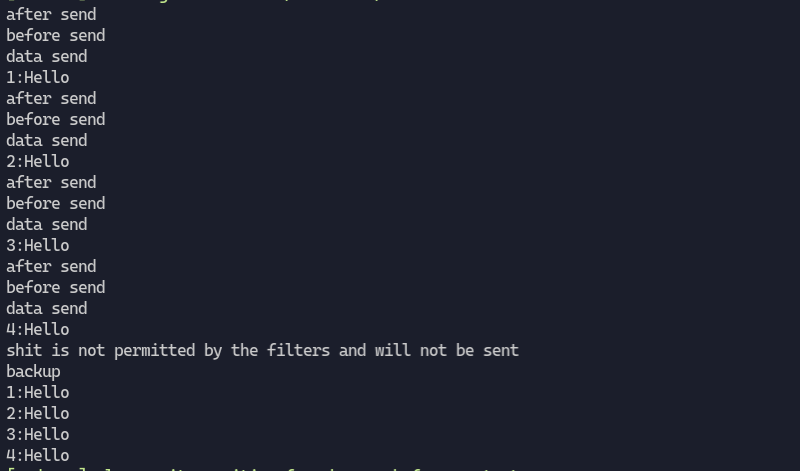 after send
before send
data send
1:Hello
after send
before send
data send
2:Hello
after send
before send
data send
3:Hello
after send
before send
data send
4:Hello
shit is not permitted by the filters and will not be sent
backup
1:Hello
2:Hello
3:Hello
4:Hello